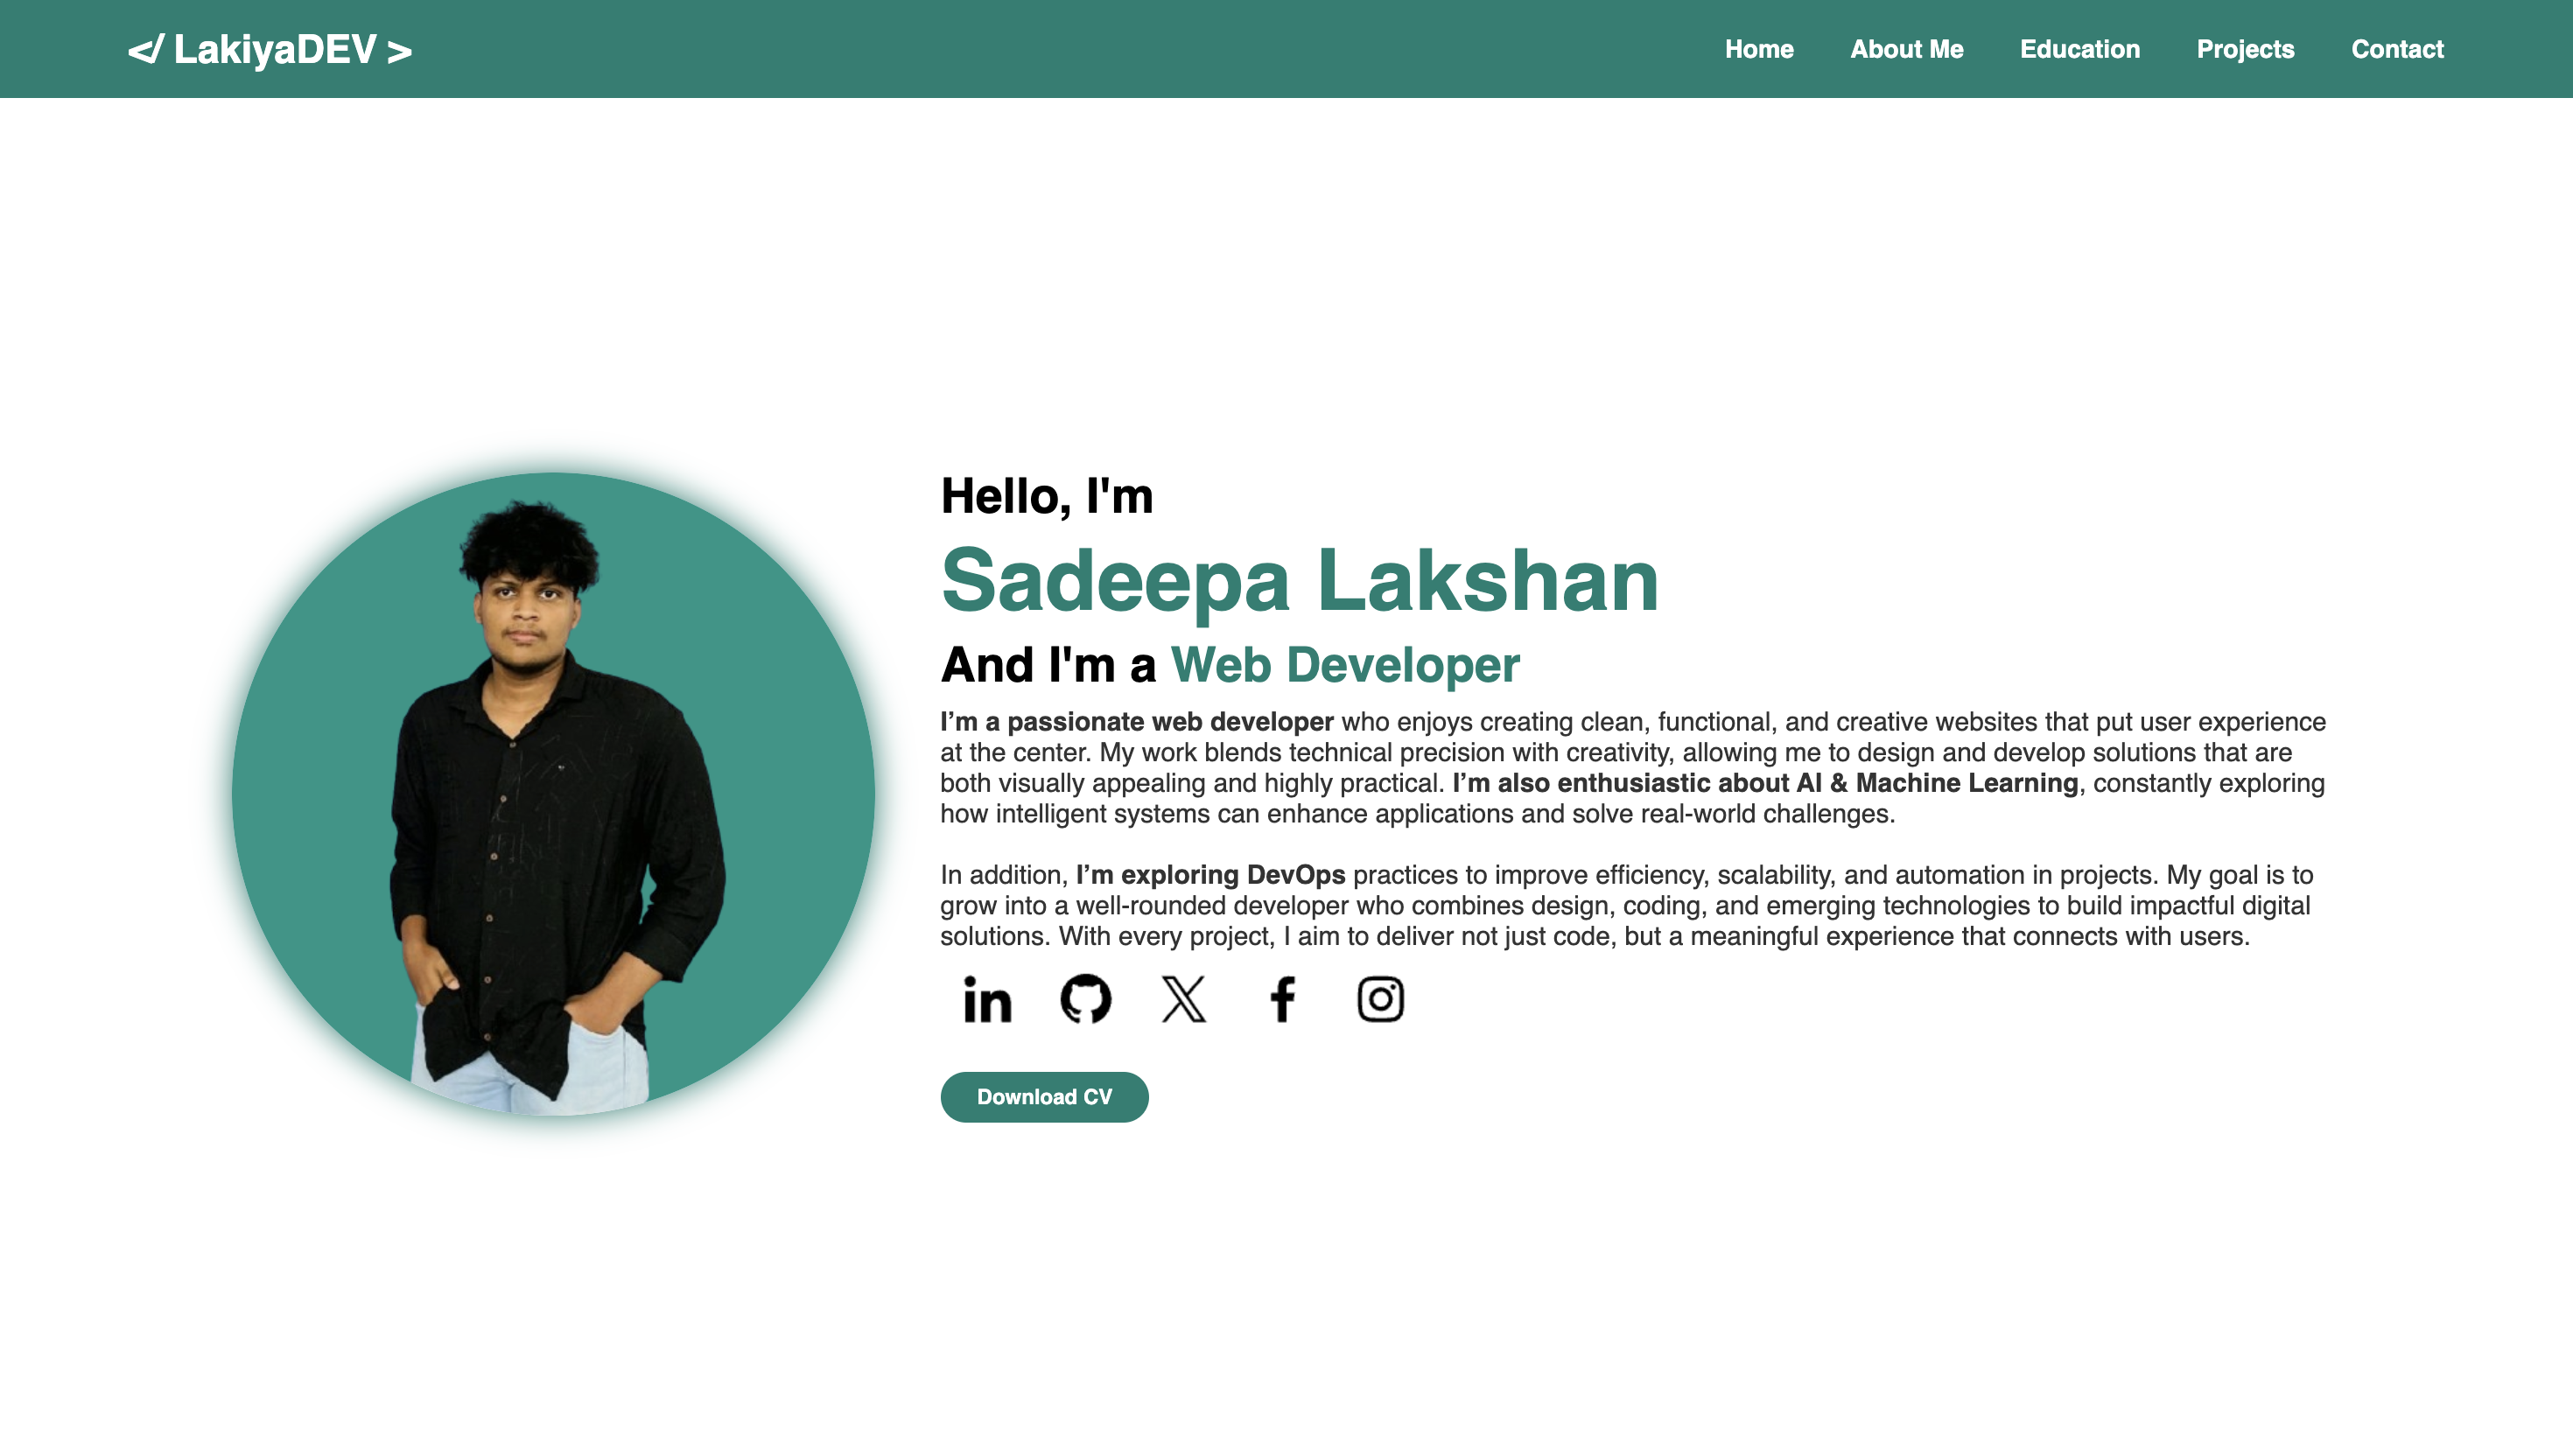 </ LakiyaDEV >
Home About Me Education Projects Contact
Hello, I'm
Sadeepa Lakshan
And I'm a Web Developer
I’m a passionate web developer who enjoys creating clean, functional, and creative websites that put user experience
at the center. My work blends technical precision with creativity, allowing me to design and develop solutions that are
both visually appealing and highly practical. I’m also enthusiastic about AI & Machine Learning, constantly exploring
how intelligent systems can enhance applications and solve real-world challenges.
In addition, I’m exploring DevOps practices to improve efficiency, scalability, and automation in projects. My goal is to
grow into a well-rounded developer who combines design, coding, and emerging technologies to build impactful digital
solutions. With every project, I aim to deliver not just code, but a meaningful experience that connects with users.
Download CV